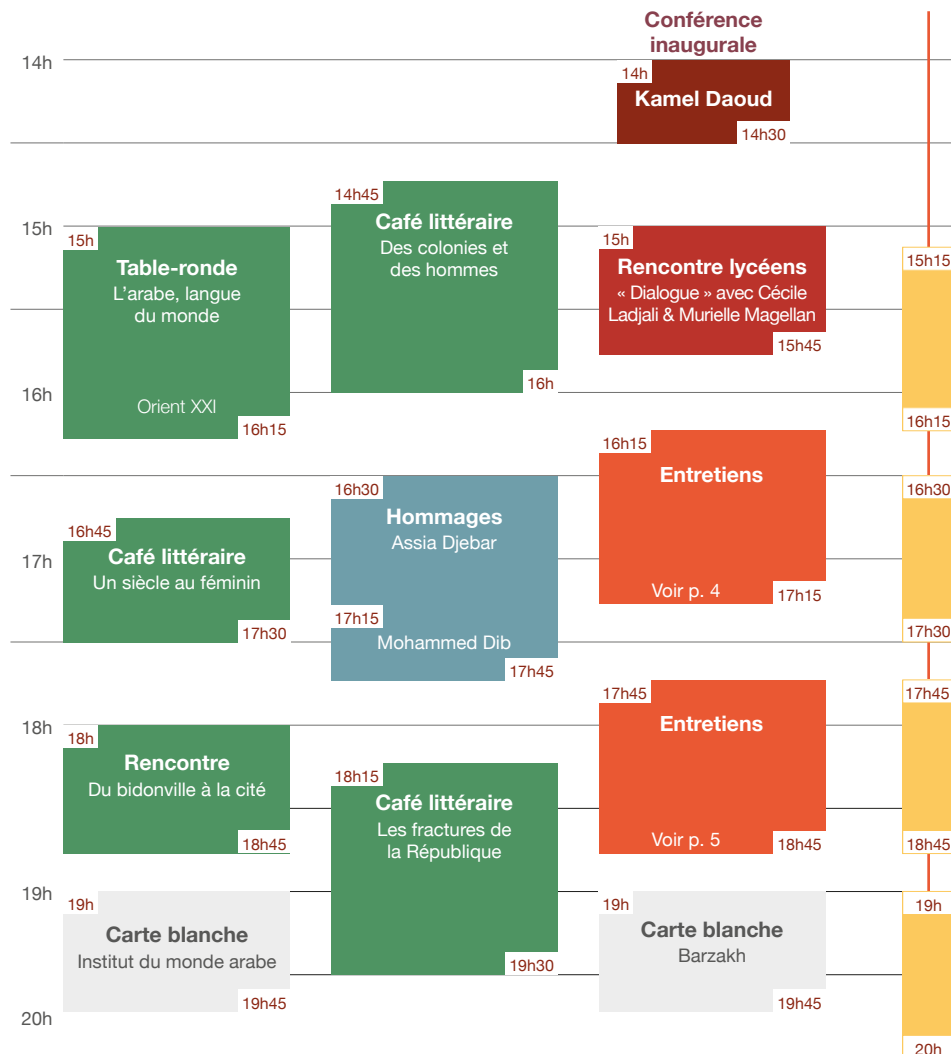 Conférence
inaugurale
14h
14h
Kamel Daoud
14h30
14h45
Café littéraire
Des colonies et
des hommes
16h
15h
15h
Table-ronde
L'arabe, langue
du monde
Orient XXI
16h15
15h
Rencontre lycéens
« Dialogue » avec Cécile
Ladjali & Murielle Magellan
15h45
15h15
16h15
16h
16h15
Entretiens
Voir p. 4
17h15
16h30
Hommages
Assia Djebar
17h15
Mohammed Dib
17h45
16h30
17h30
16h45
Café littéraire
Un siècle au féminin
17h30
17h
17h45
Entretiens
Voir p. 5
18h45
17h45
18h45
18h
18h
Rencontre
Du bidonville à la cité
18h45
18h15
Café littéraire
Les fractures de
la République
19h30
19h
19h
Carte blanche
Institut du monde arabe
19h45
19h
Carte blanche
Barzakh
19h45
19h
20h
20h